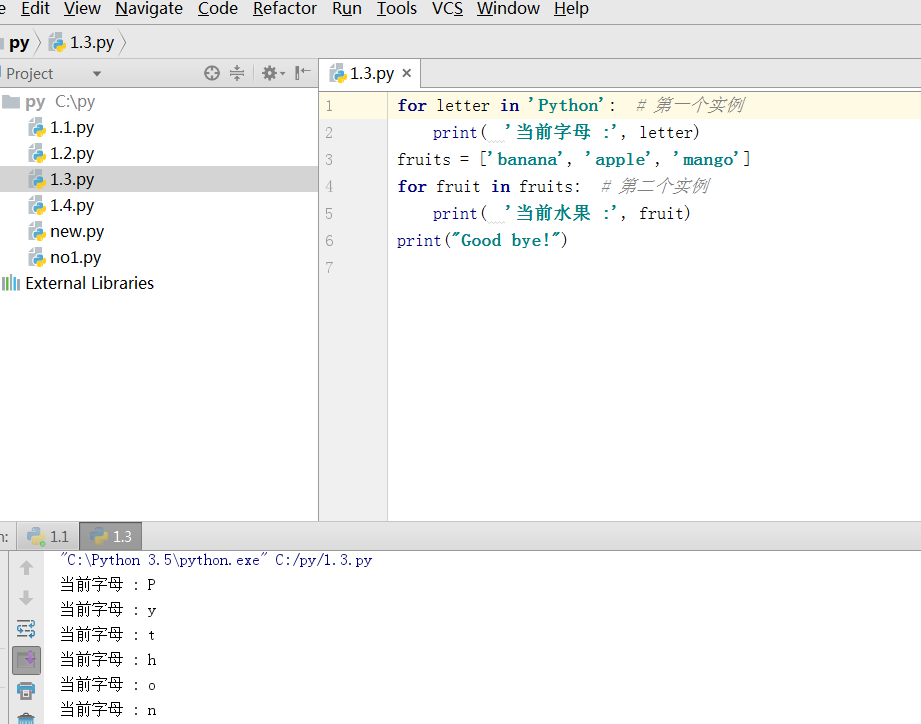 e Edit View Navigate Code Refactor Run Tools VCS Window Help
py 1.3.py
Project
1.3.py ×
py C:\py
1.1.py
1.2.py
1.3.py
1.4.py
new.py
no1.py
External Libraries
1 for letter in 'Python': # 第一个实例
2 print( '当前字母 :', letter)
3 fruits = ['banana', 'apple', 'mango']
4 for fruit in fruits: # 第二个实例
5 print( '当前水果 :', fruit)
6 print("Good bye!")
7
n: 1.1 1.3
"C:\Python 3.5\python.exe" C:/py/1.3.py
当前字母 : P
当前字母 : y
当前字母 : t
当前字母 : h
当前字母 : o
当前字母 : n